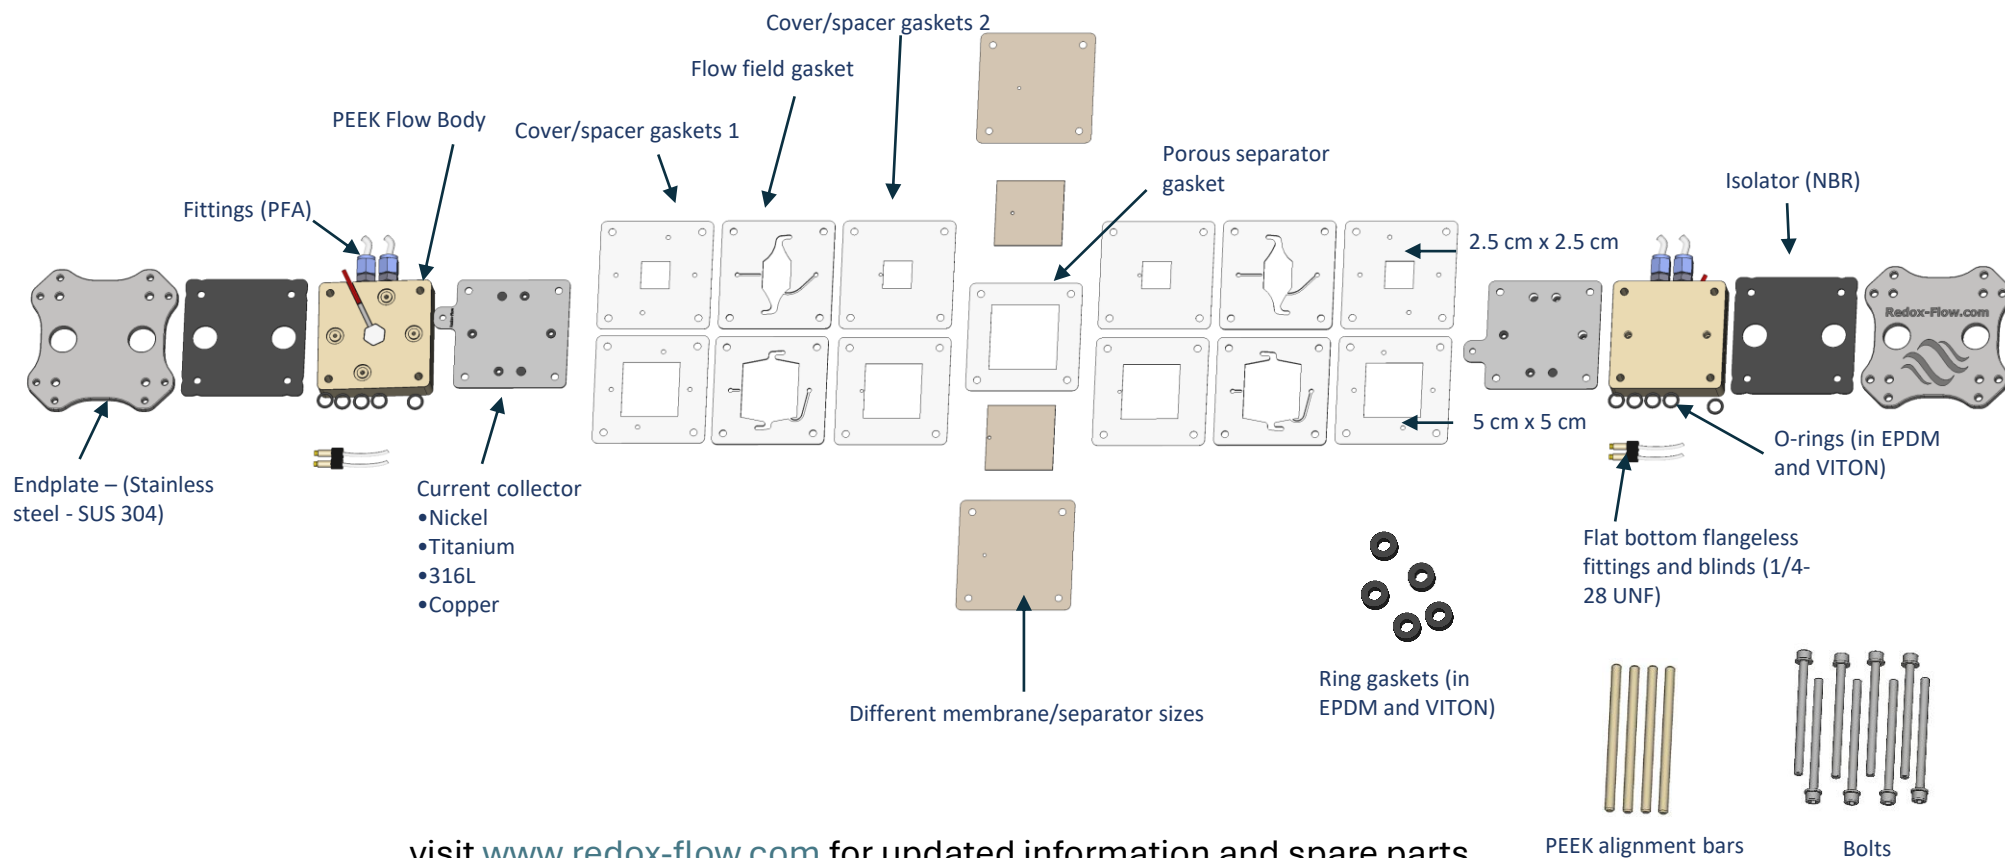 Cover/spacer gaskets 2
Flow field gasket
PEEK Flow Body
Cover/spacer gaskets 1
Porous separator
gasket
Isolator (NBR)
Fittings (PFA)
2.5 cm x 2.5 cm
Redox-Flow.com
5 cm x 5 cm
O-rings (in EPDM
and VITON)
Endplate – (Stainless
steel - SUS 304)
Current collector
•Nickel
•Titanium
•316L
•Copper
Flat bottom flangeless
fittings and blinds (1/4-
28 UNF)
Ring gaskets (in
EPDM and VITON)
Different membrane/separator sizes
PEEK alignment bars
Bolts
visit www.redox-flow.com for updated information and spare parts